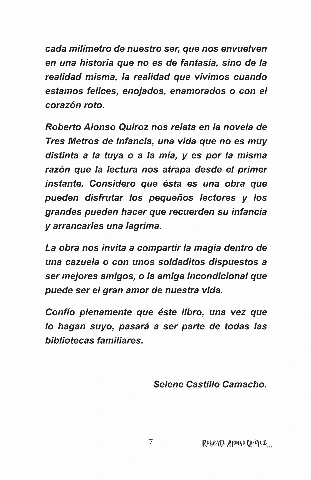 cada milímetro de nuestro ser, que nos envuelven
en una historia que no es de fantasía, sino de la
realidad misma, la realidad que vivimos cuando
estamos felices, enojados, enamorados o con el
corazón roto.
Roberto Alonso Quiroz nos relata en la novela de
Tres Metros de Infancia, una vida que no es muy
distinta a la tuya o a la mía, y es por la misma
razón que la lectura nos atrapa desde el primer
instante. Considero que ésta es una obra que
pueden disfrutar los pequeños lectores y los
grandes pueden hacer que recuerden su infancia
y arrancarles una lagrima.
La obra nos invita a compartir la magia dentro de
una cazuela o con unos soldaditos dispuestos a
ser mejores amigos, o la amiga incondicional que
puede ser el gran amor de nuestra vida.
Confío plenamente que éste libro, una vez que
lo hagan suyo, pasará a ser parte de todas las
bibliotecas familiares.
Selene Castillo Camacho.
7 Roberto Alonso Quiroz